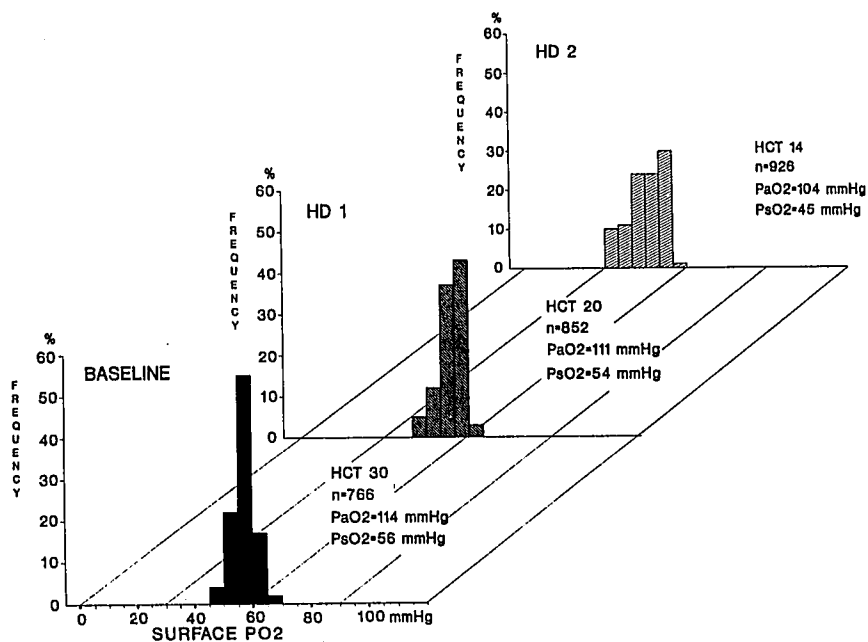 %
60
50
40
30
20
10
0
FREQUENCY
HD 2
HCT 14
n=926
PaO2=104 mmHg
PsO2=45 mmHg
%
60
50
40
30
20
10
0
FREQUENCY
HD 1
HCT 20
n=852
PaO2=111 mmHg
PsO2=54 mmHg
%
60
50
40
30
20
10
0
FREQUENCY
BASELINE
HCT 30
n=766
PaO2=114 mmHg
PsO2=56 mmHg
0 20 40 60 80 100 mmHg
SURFACE PO2